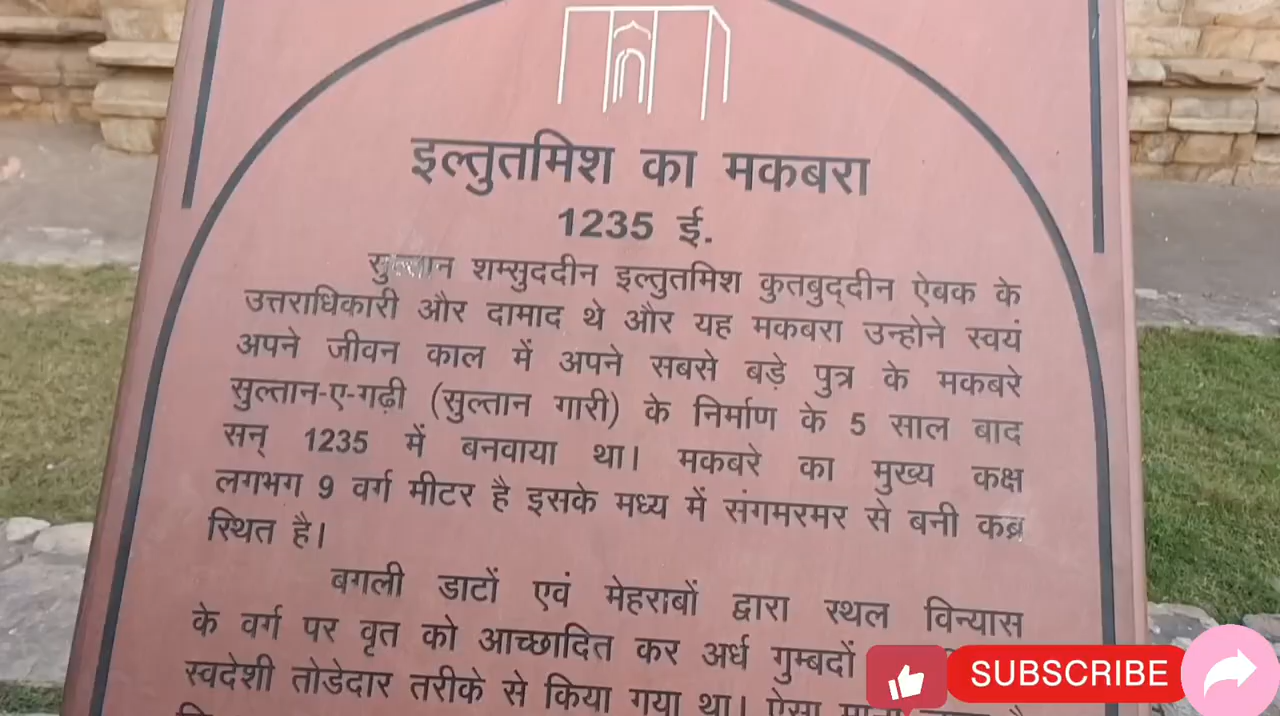 इल्तुतमिश का मकबरा
1235 ई.
सुल्तान शम्सुददीन इल्तुतमिश कुतबुद्दीन ऐबक के
उत्तराधिकारी और दामाद थे और यह मकबरा उन्होने स्वयं
अपने जीवन काल में अपने सबसे बड़े पुत्र के मकबरे
सुल्तान-ए-गढ़ी (सुल्तान गारी) के निर्माण के 5 साल बाद
सन् 1235 में बनवाया था। मकबरे का मुख्य कक्ष
लगभग 9 वर्ग मीटर है इसके मध्य में संगमरमर से बनी कब्र
स्थित है।
बगली डाटों एवं मेहराबों द्वारा स्थल विन्यास
के वर्ग पर वृत को आच्छादित कर अर्ध गुम्बदों
स्वदेशी तोडेदार तरीके से किया गया था। ऐसा
SUBSCRIBE